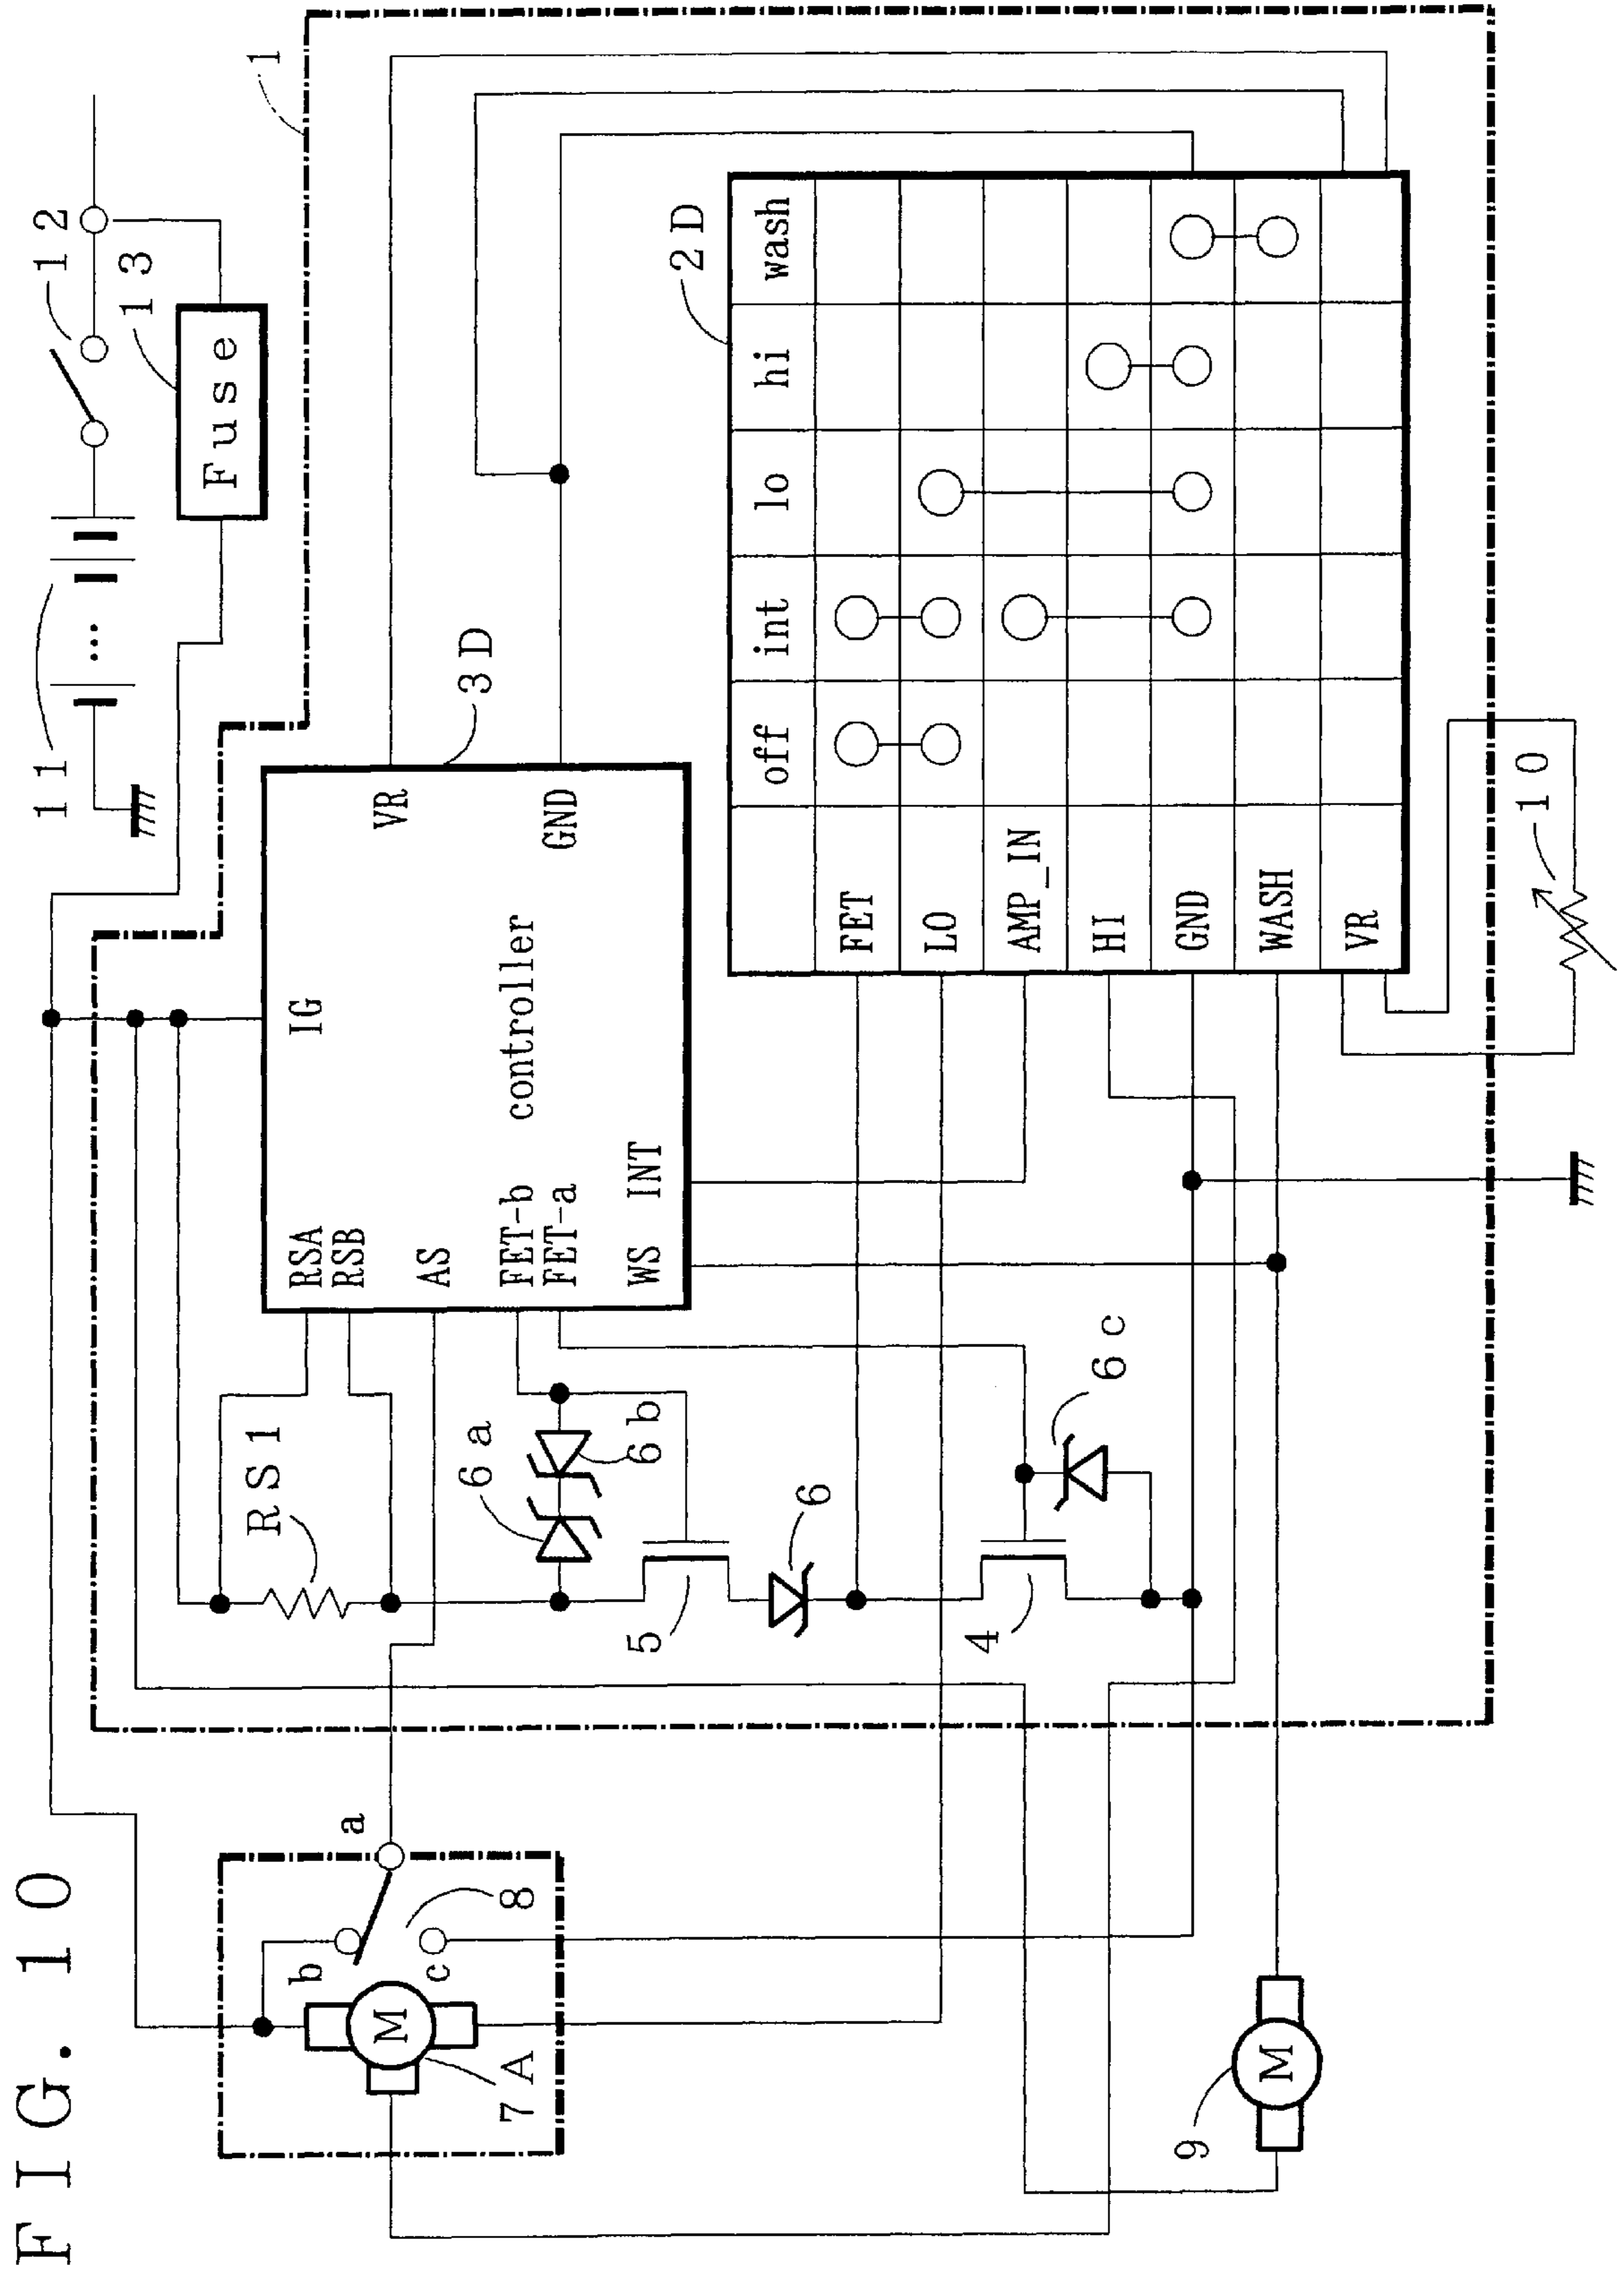 FIG. 10
11
12
13
Fuse
1
3D
RSA
RSB
AS
FET-b
FET-a
WS
INT
IG
controller
VR
GND
RS1
6a
6b
5
6
4
6c
2D
off
int
lo
hi
wash
FET
LO
AMP_IN
HI
GND
WASH
VR
10
a
b
c
8
M
7A
M
9